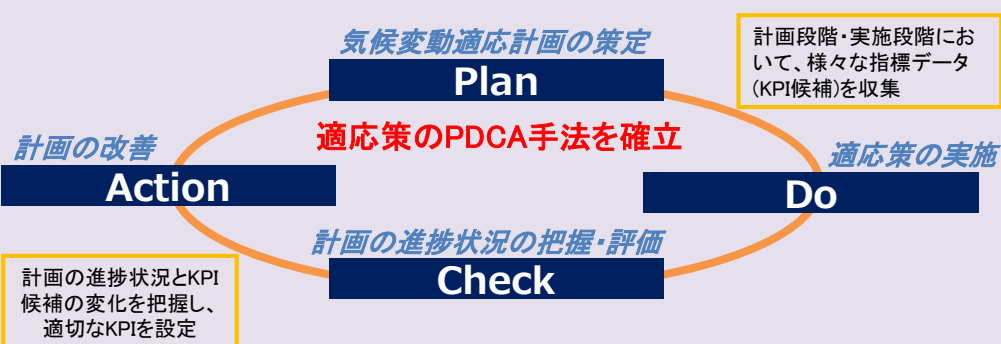 気候変動適応計画の策定
Plan
計画段階・実施段階にお
いて、様々な指標データ
(KPI候補)を収集
適応策のPDCA手法を確立
計画の改善
Action
適応策の実施
Do
計画の進捗状況の把握・評価
Check
計画の進捗状況とKPI
候補の変化を把握し、
適切なKPIを設定